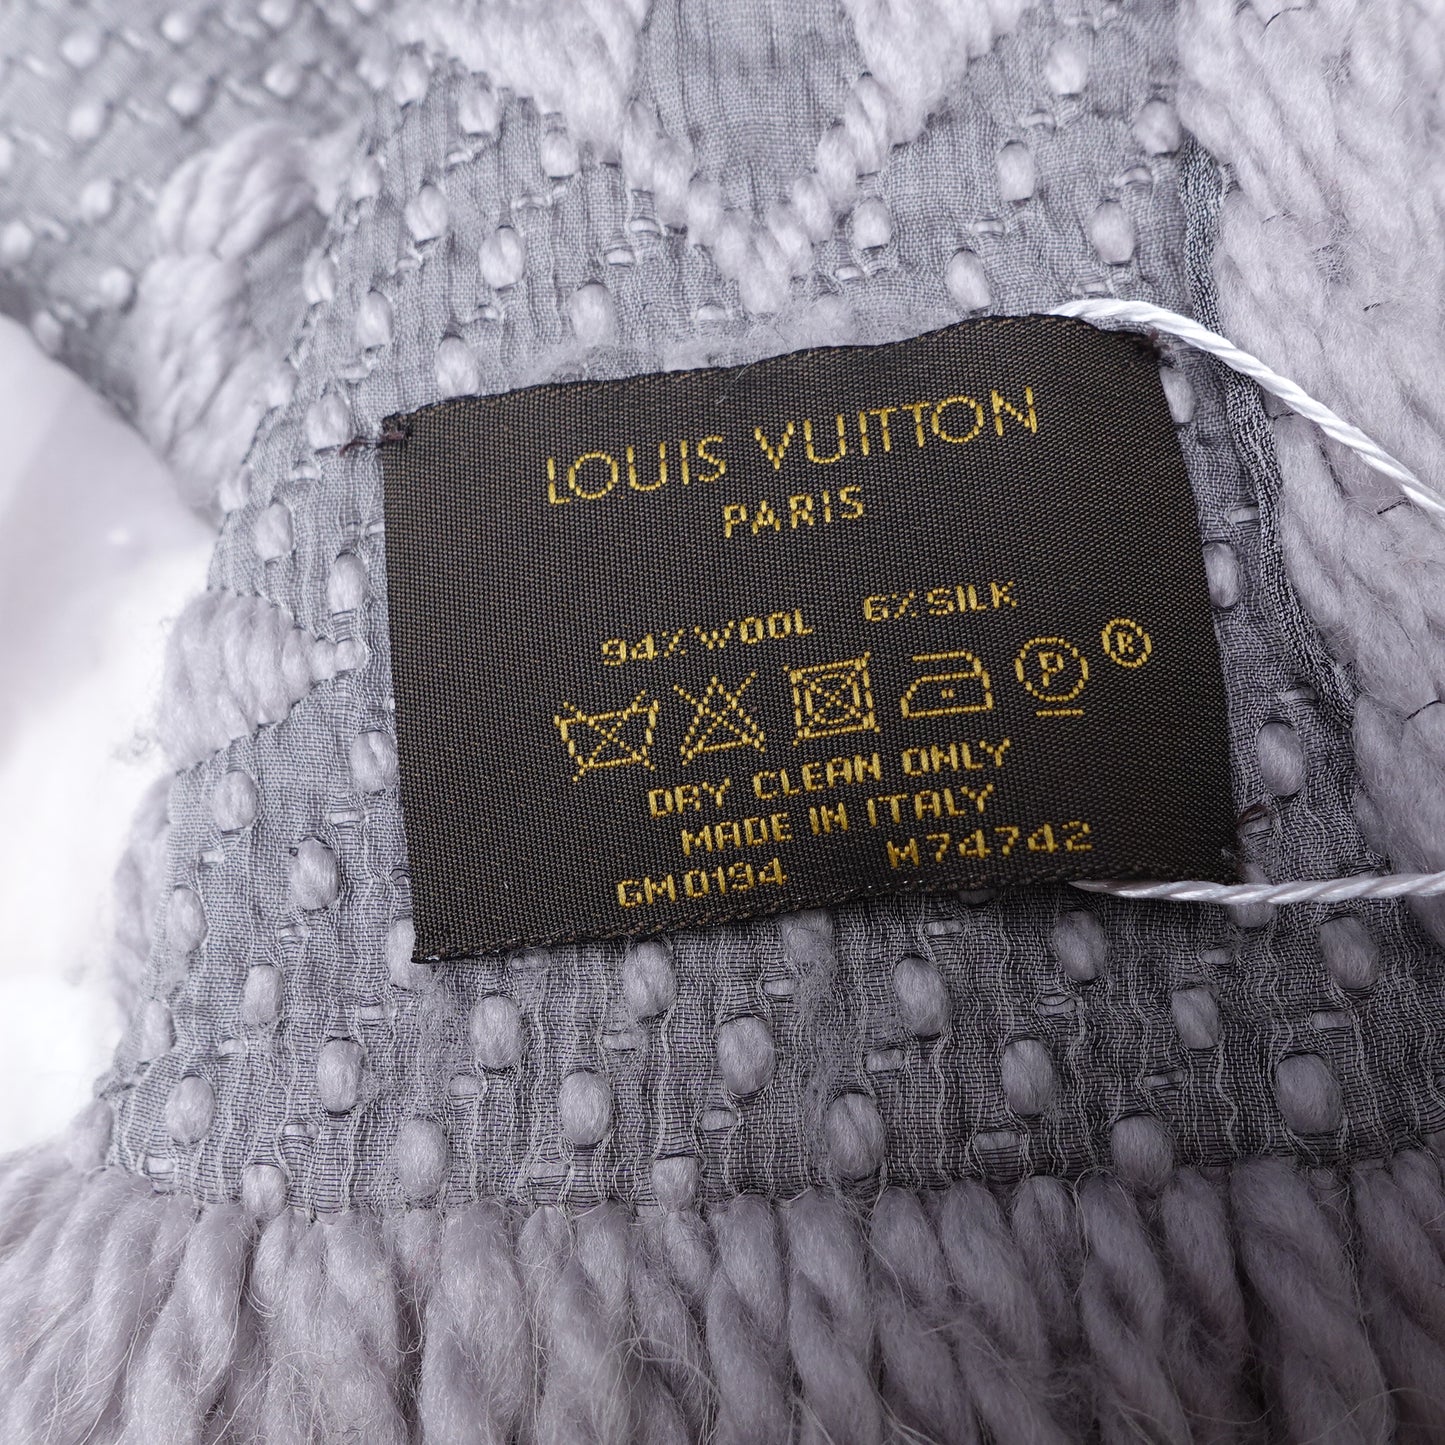 LOUIS VUITTON
PARIS
94% WOOL 6% SILK
P ®
DRY CLEAN ONLY
MADE IN ITALY
GM0194 M74742